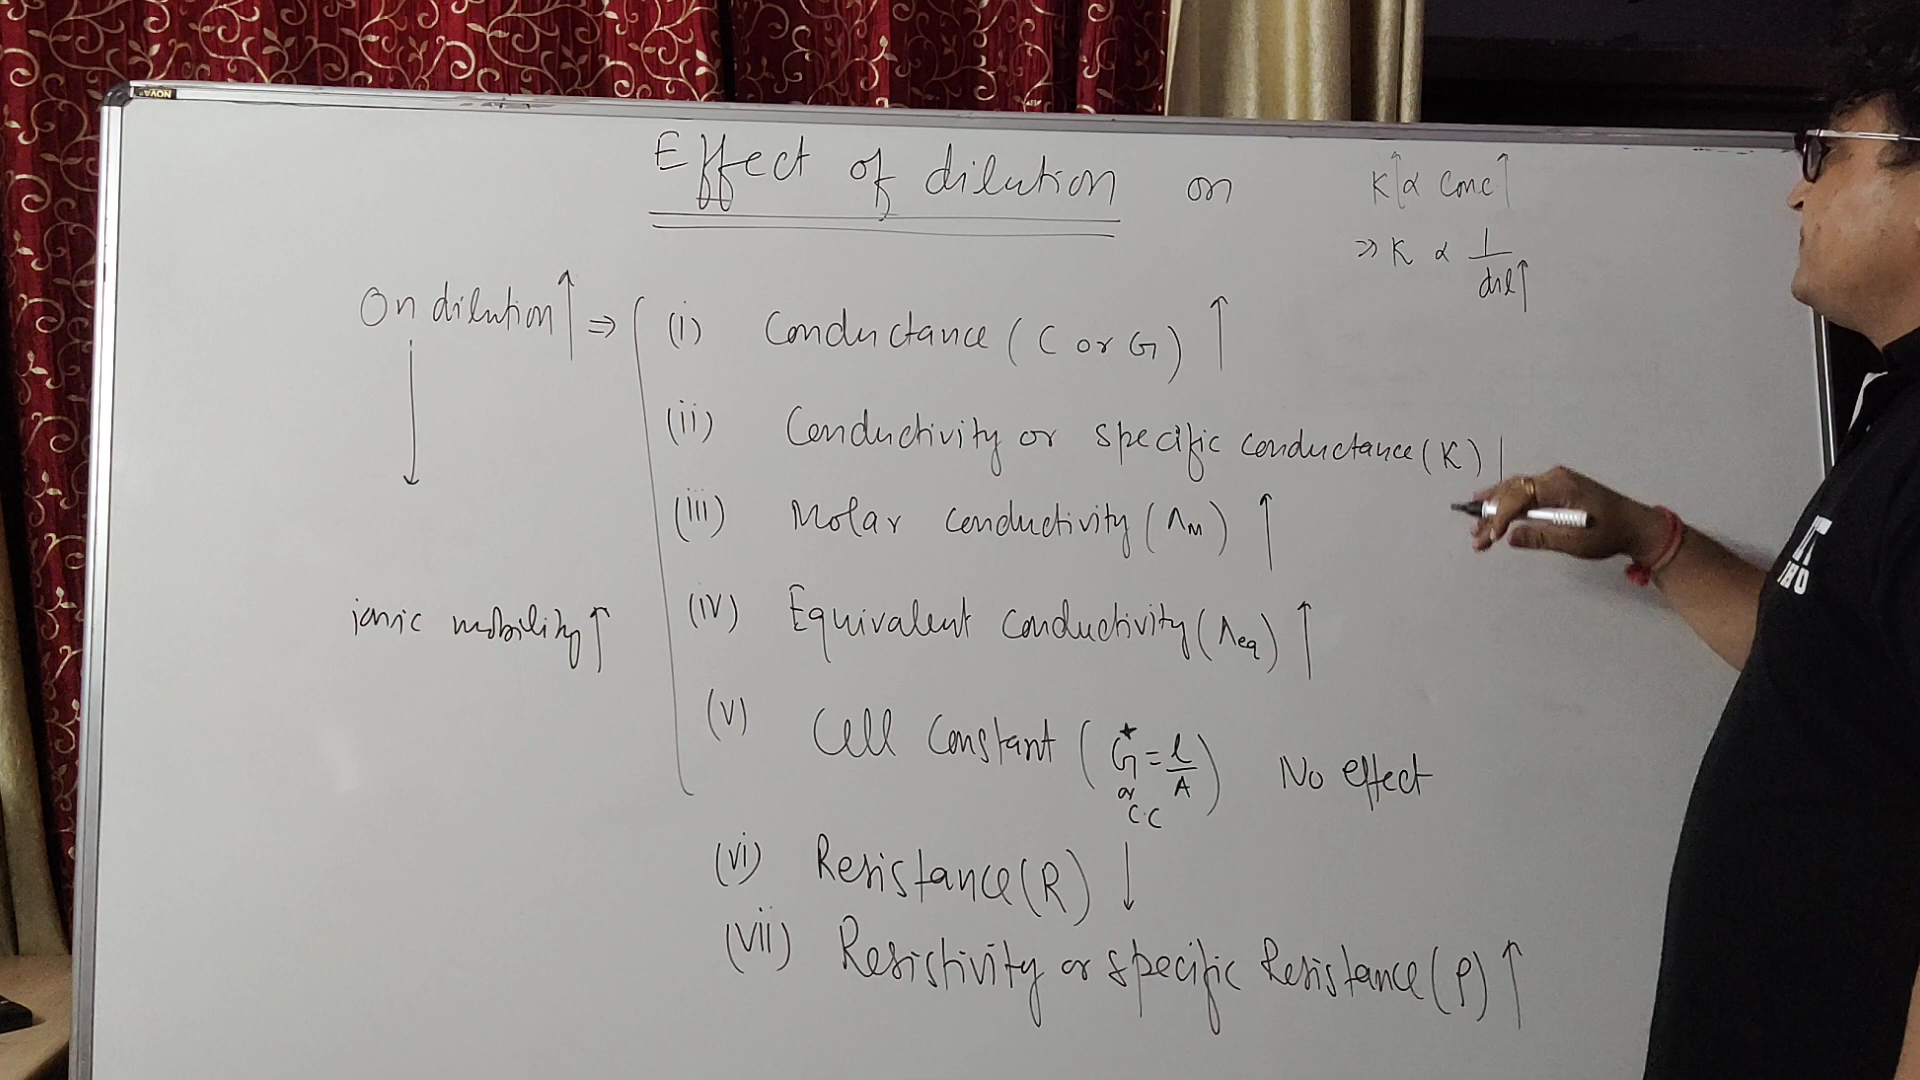 NOVA
Effect of dilution on
K↑ ∝ Conc↑
⇒ K ∝ 1/dil↑
On dilution↑ ⇒
(i) Conductance (C or G) ↑
(ii) Conductivity or specific conductance (K)
(iii) Molar conductivity (ΛM) ↑
ionic mobility↑
(iv) Equivalent conductivity (Λeq) ↑
(v) Cell Constant (G* = l/A) No effect
or
C.C
(vi) Resistance (R) ↓
(vii) Resistivity or specific Resistance (ρ) ↑